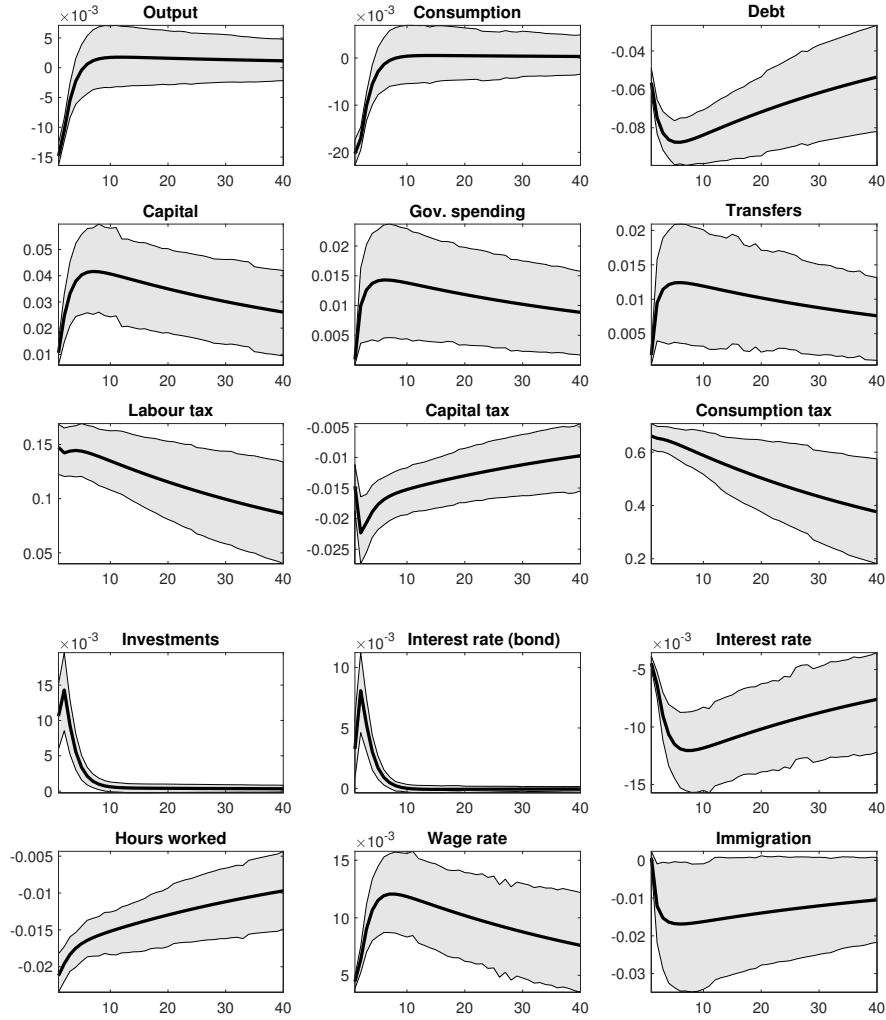 Output Consumption Debt
×10⁻³ ×10⁻³
5 0 -5 -10 -15
0 -10 -20
-0.04 -0.06 -0.08
10 20 30 40 10 20 30 40 10 20 30 40
Capital Gov. spending Transfers
0.05 0.04 0.03 0.02 0.01
0.02 0.015 0.01 0.005
0.02 0.015 0.01 0.005
10 20 30 40 10 20 30 40 10 20 30 40
Labour tax Capital tax Consumption tax
0.15 0.1 0.05
-0.005 -0.01 -0.015 -0.02 -0.025
0.6 0.4 0.2
10 20 30 40 10 20 30 40 10 20 30 40
Investments Interest rate (bond) Interest rate
×10⁻³ ×10⁻³ ×10⁻³
15 10 5 0
10 5 0
-5 -10 -15
10 20 30 40 10 20 30 40 10 20 30 40
Hours worked Wage rate Immigration
×10⁻³
-0.005 -0.01 -0.015 -0.02
15 10 5
0 -0.01 -0.02 -0.03
10 20 30 40 10 20 30 40 10 20 30 40